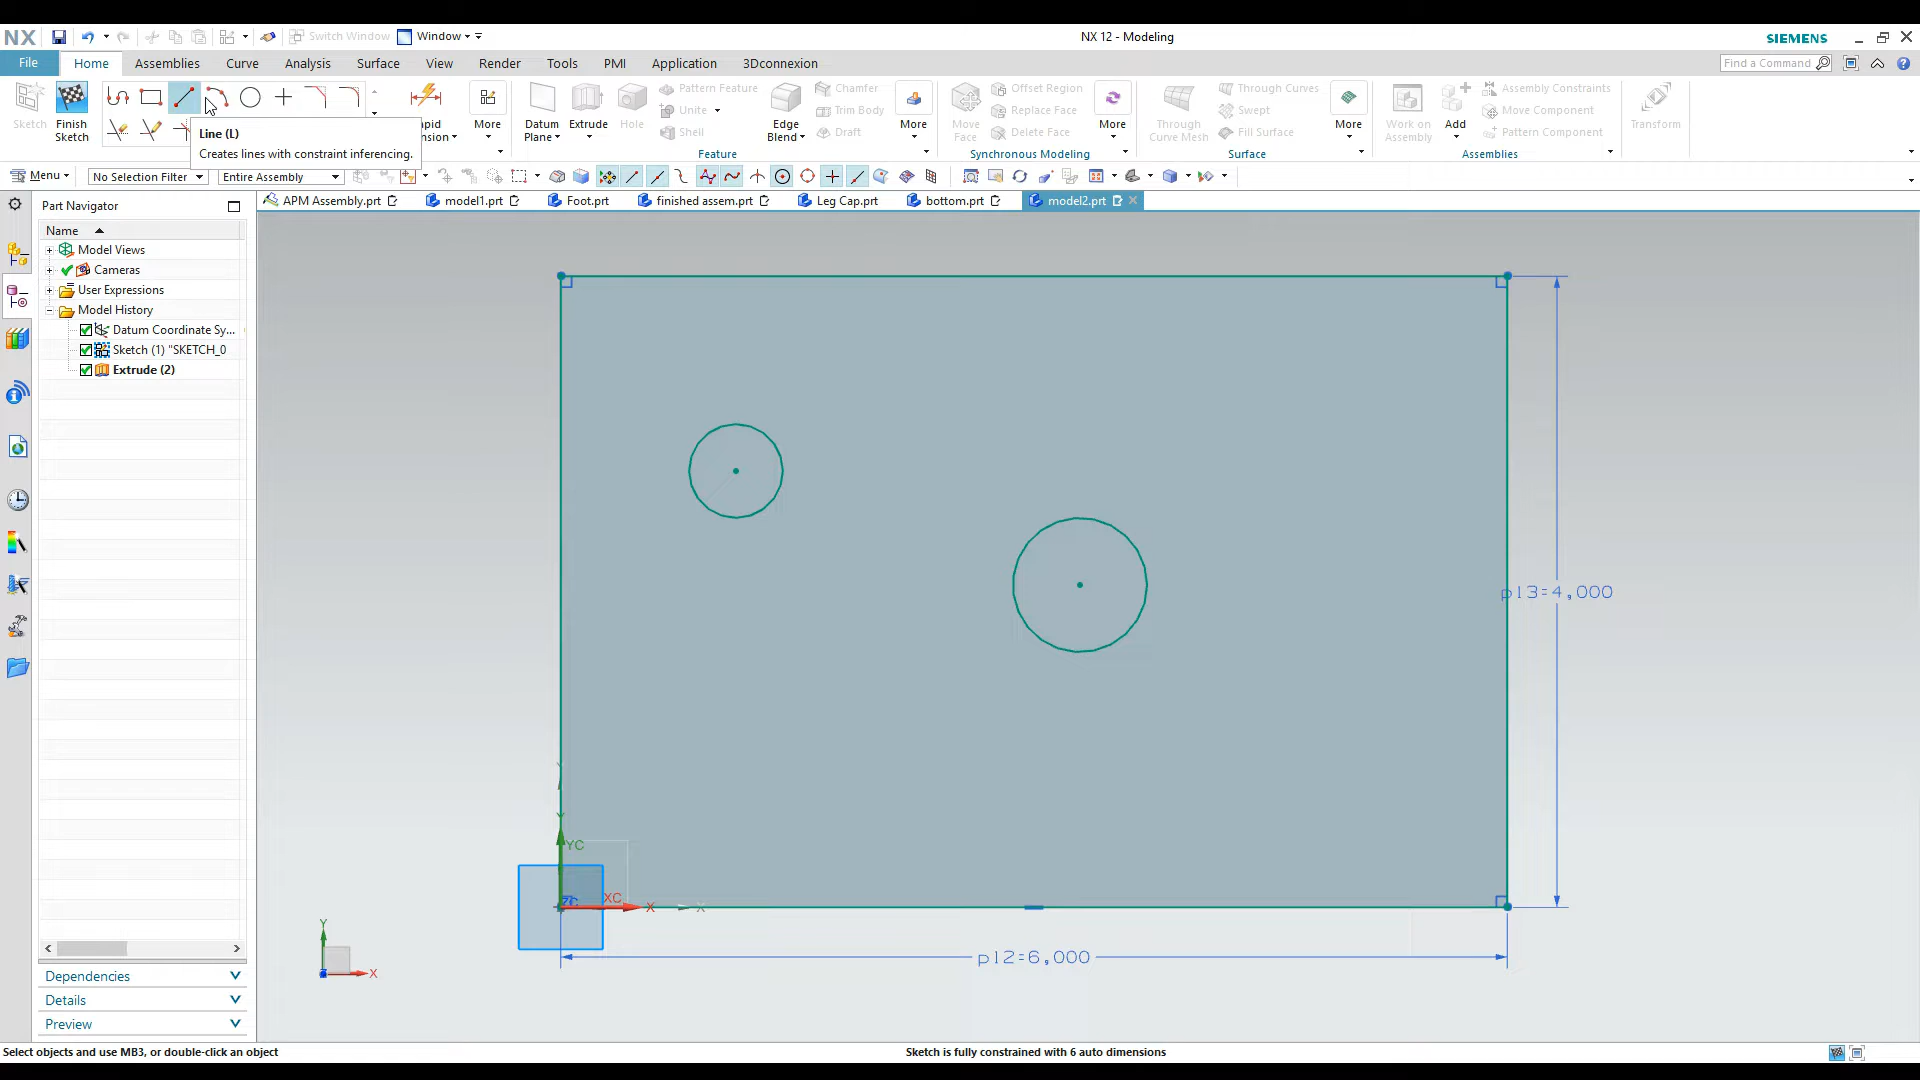 NX
Switch Window
Window
NX 12 - Modeling
SIEMENS
File
Home
Assemblies
Curve
Analysis
Surface
View
Render
Tools
PMI
Application
3Dconnexion
Find a Command
Sketch
Finish
Sketch
Line (L)
Creates lines with constraint inferencing.
More
Datum
Plane
Extrude
Hole
Pattern Feature
Unite
Shell
Edge
Blend
Chamfer
Trim Body
Draft
More
Feature
Move
Face
Offset Region
Replace Face
Delete Face
More
Synchronous Modeling
Through
Curve Mesh
Through Curves
Swept
Fill Surface
More
Surface
Work on
Assembly
Add
Assembly Constraints
Move Component
Pattern Component
Assemblies
Transform
Menu
No Selection Filter
Entire Assembly
APM Assembly.prt
model1.prt
Foot.prt
finished assem.prt
Leg Cap.prt
bottom.prt
model2.prt
Part Navigator
Name
Model Views
Cameras
User Expressions
Model History
Datum Coordinate Sy...
Sketch (1) "SKETCH_0
Extrude (2)
p13=4,000
Y
YC
ZC
XC
X
X
p12=6,000
Y
X
Dependencies
Details
Preview
Select objects and use MB3, or double-click an object
Sketch is fully constrained with 6 auto dimensions